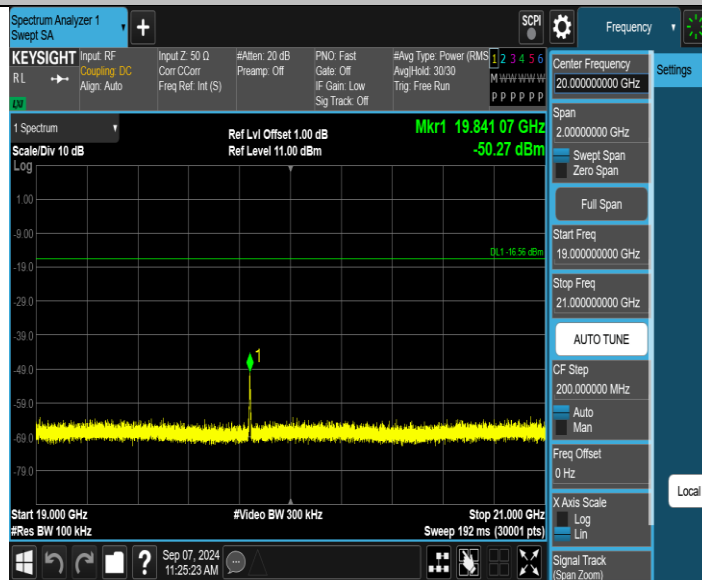 Spectrum Analyzer 1
Swept SA
+
SCPI
Frequency
Settings
KEYSIGHT
RL
Input: RF
Coupling: DC
Align: Auto
Input Z: 50 Ω
Corr CCorr
Freq Ref: Int (S)
#Atten: 20 dB
Preamp: Off
PNO: Fast
Gate: Off
IF Gain: Low
Sig Track: Off
#Avg Type: Power (RMS
Avg|Hold: 30/30
Trig: Free Run
1 2 3 4 5 6
M W W W W W
P P P P P P
1 Spectrum
Scale/Div 10 dB
Log
Ref Lvl Offset 1.00 dB
Ref Level 11.00 dBm
Mkr1 19.841 07 GHz
-50.27 dBm
1.00
-9.00
-19.0
-29.0
-39.0
-49.0
-59.0
-69.0
-79.0
DL1 -16.56 dBm
1
Start 19.000 GHz
#Res BW 100 kHz
#Video BW 300 kHz
Stop 21.000 GHz
Sweep 192 ms (30001 pts)
Center Frequency
20.000000000 GHz
Span
2.00000000 GHz
Swept Span
Zero Span
Full Span
Start Freq
19.000000000 GHz
Stop Freq
21.000000000 GHz
AUTO TUNE
CF Step
200.000000 MHz
Auto
Man
Freq Offset
0 Hz
X Axis Scale
Log
Lin
Signal Track
(Span Zoom)
Local
?
Sep 07, 2024
11:25:23 AM